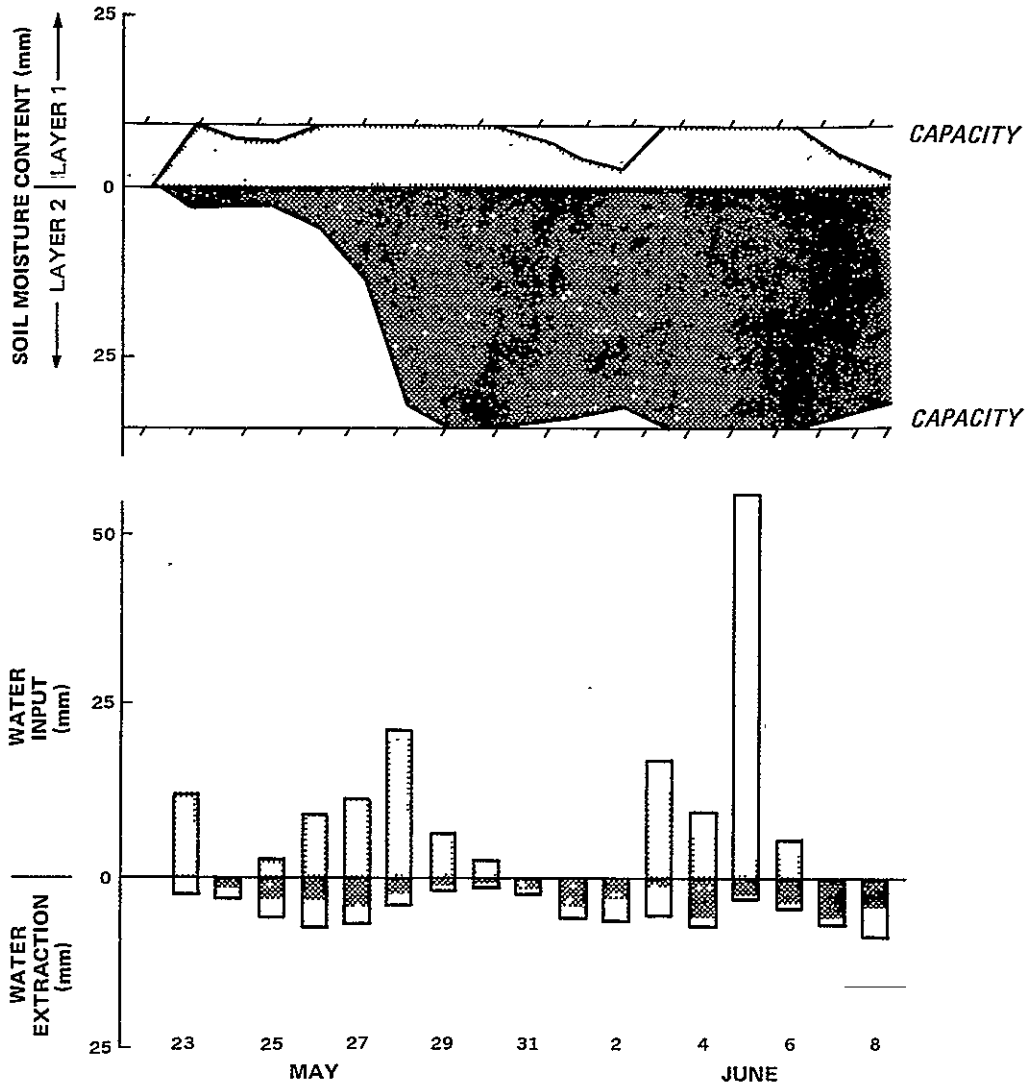 SOIL MOISTURE CONTENT (mm)
LAYER 1
LAYER 2
25
0
25
CAPACITY
CAPACITY
WATER
INPUT
(mm)
50
25
0
WATER
EXTRACTION
(mm)
25
23 25 27 29 31 2 4 6 8
MAY JUNE